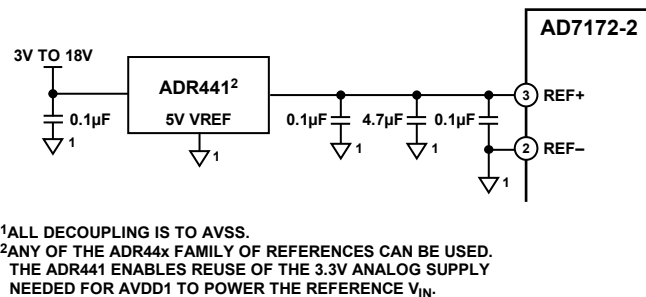 AD7172-2
3V TO 18V
ADR441²
5V VREF
0.1µF
1
1
0.1µF
1
4.7µF
1
0.1µF
1
3 REF+
2 REF–
¹ALL DECOUPLING IS TO AVSS.
²ANY OF THE ADR44x FAMILY OF REFERENCES CAN BE USED.
THE ADR441 ENABLES REUSE OF THE 3.3V ANALOG SUPPLY
NEEDED FOR AVDD1 TO POWER THE REFERENCE VIN.